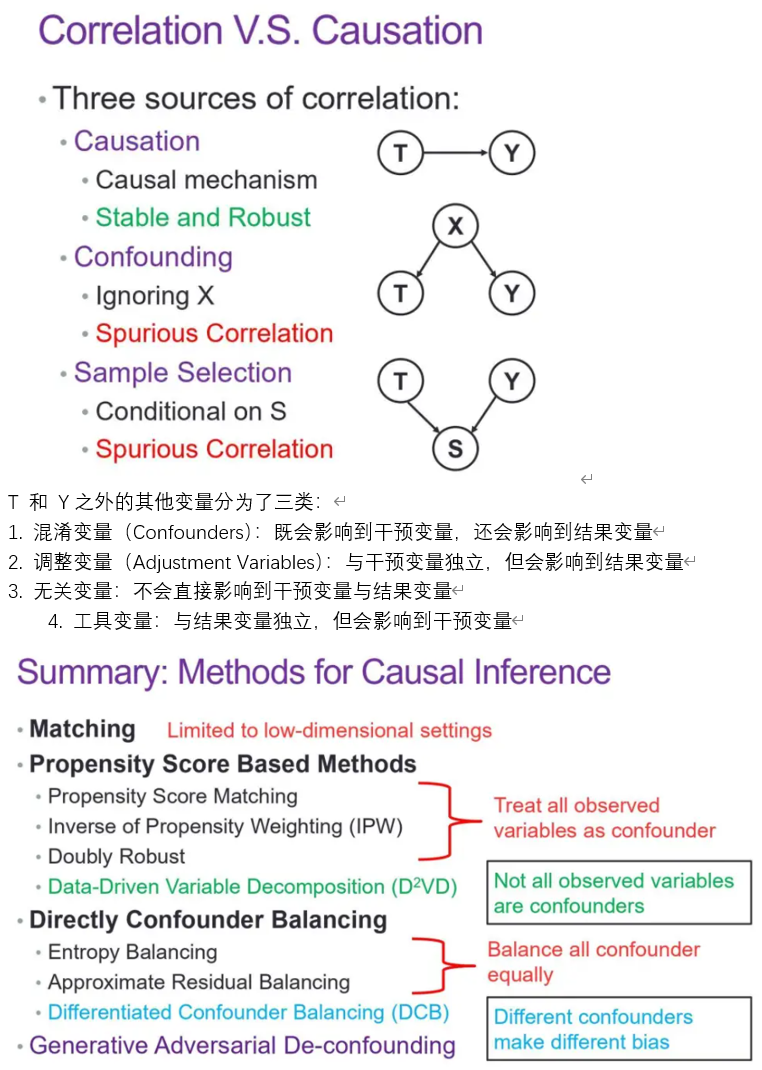 Correlation V.S. Causation
• Three sources of correlation:
• Causation
T
Y
• Causal mechanism
• Stable and Robust
X
• Confounding
• Ignoring X
T
Y
• Spurious Correlation
• Sample Selection
T
Y
• Conditional on S
• Spurious Correlation
S
↵
T 和 Y之外的其他变量分为了三类：↵
1. 混淆变量（Confounders）：既会影响到干预变量，还会影响到结果变量↵
2. 调整变量（Adjustment Variables）：与干预变量独立，但会影响到结果变量↵
3. 无关变量：不会直接影响到干预变量与结果变量↵
4. 工具变量：与结果变量独立，但会影响到干预变量↵
Summary: Methods for Causal Inference
• Matching Limited to low-dimensional settings
• Propensity Score Based Methods
• Propensity Score Matching
• Inverse of Propensity Weighting (IPW)
• Doubly Robust
Treat all observed
variables as confounder
• Data-Driven Variable Decomposition (D²VD)
Not all observed variables
are confounders
• Directly Confounder Balancing
• Entropy Balancing
• Approximate Residual Balancing
Balance all confounder
equally
• Differentiated Confounder Balancing (DCB)
Different confounders
make different bias
• Generative Adversarial De-confounding